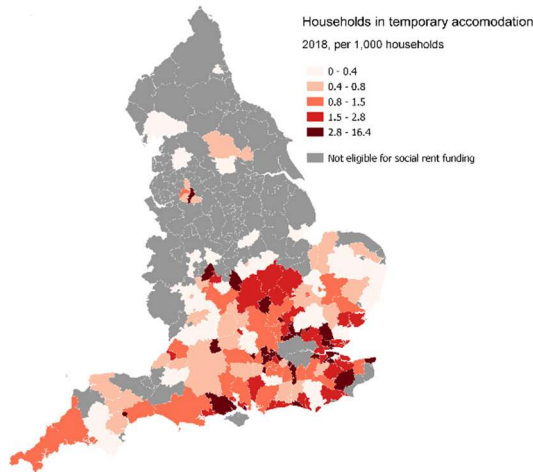 Households in temporary accomodation
2018, per 1,000 households
0 - 0.4
0.4 - 0.8
0.8 - 1.5
1.5 - 2.8
2.8 - 16.4
Not eligible for social rent funding